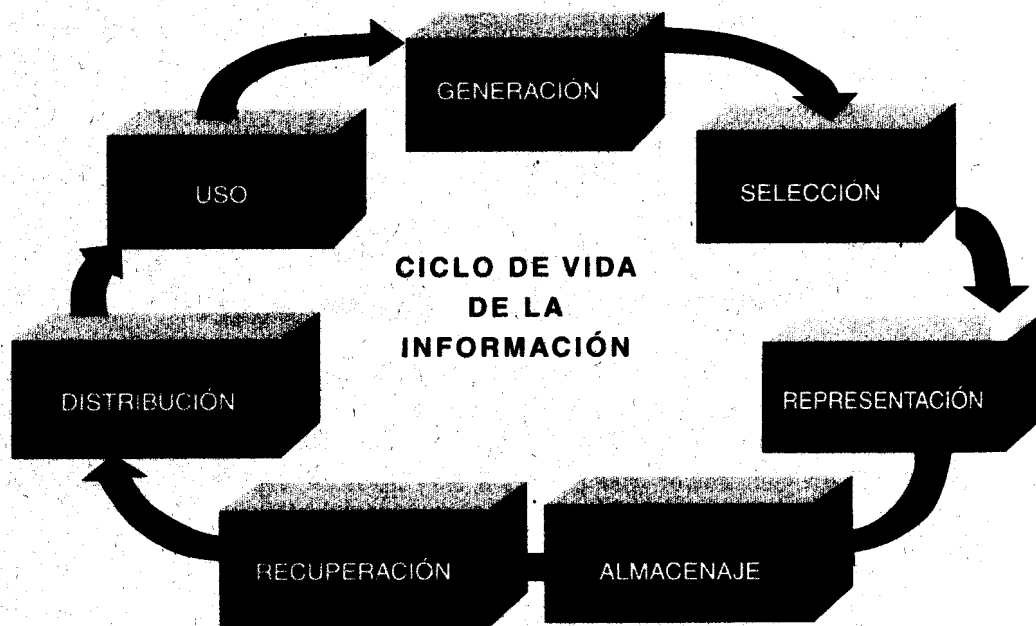 GENERACIÓN
SELECCIÓN
REPRESENTACIÓN
ALMACENAJE
RECUPERACIÓN
DISTRIBUCIÓN
USO
CICLO DE VIDA
DE LA
INFORMACIÓN